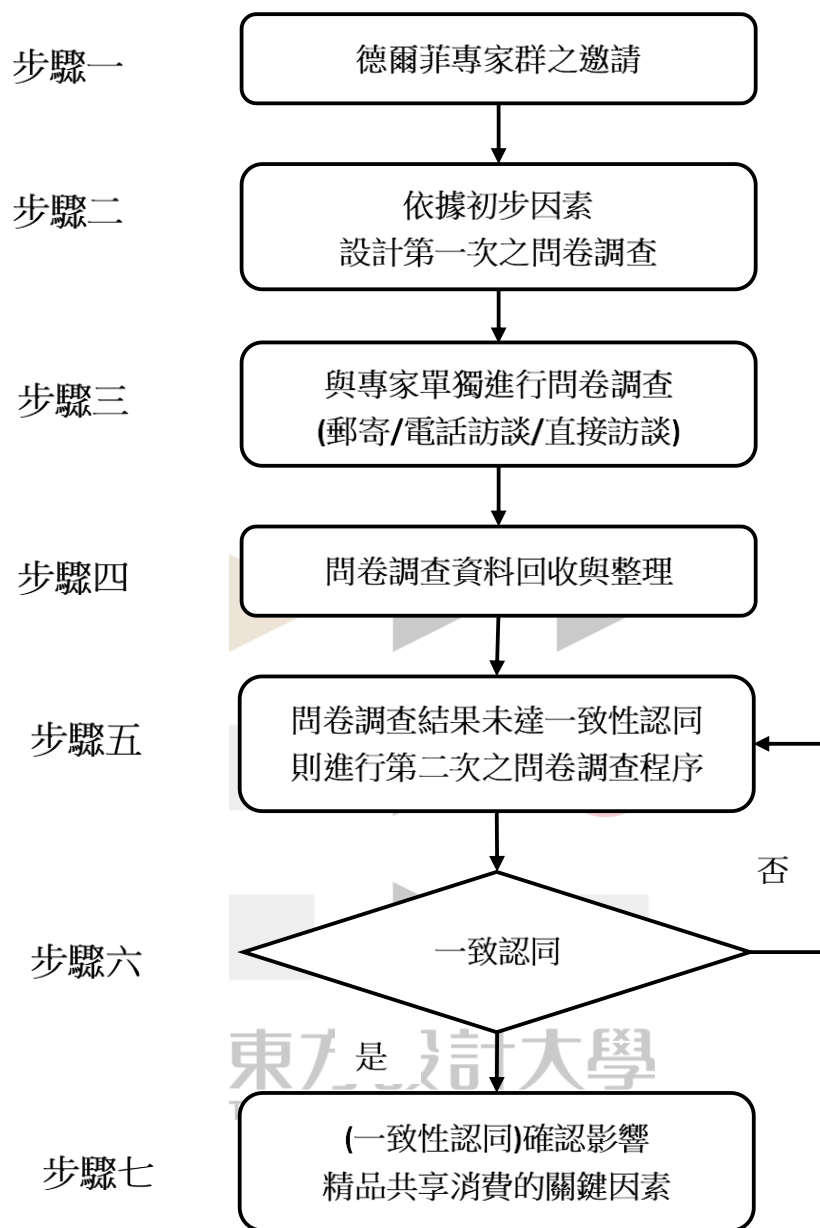 步驟一
德爾菲專家群之邀請
步驟二
依據初步因素
設計第一次之問卷調查
步驟三
與專家單獨進行問卷調查
(郵寄/電話訪談/直接訪談)
步驟四
問卷調查資料回收與整理
步驟五
問卷調查結果未達一致性認同
則進行第二次之問卷調查程序
否
步驟六
一致認同
東方設計大學
是
步驟七
(一致性認同)確認影響
精品共享消費的關鍵因素